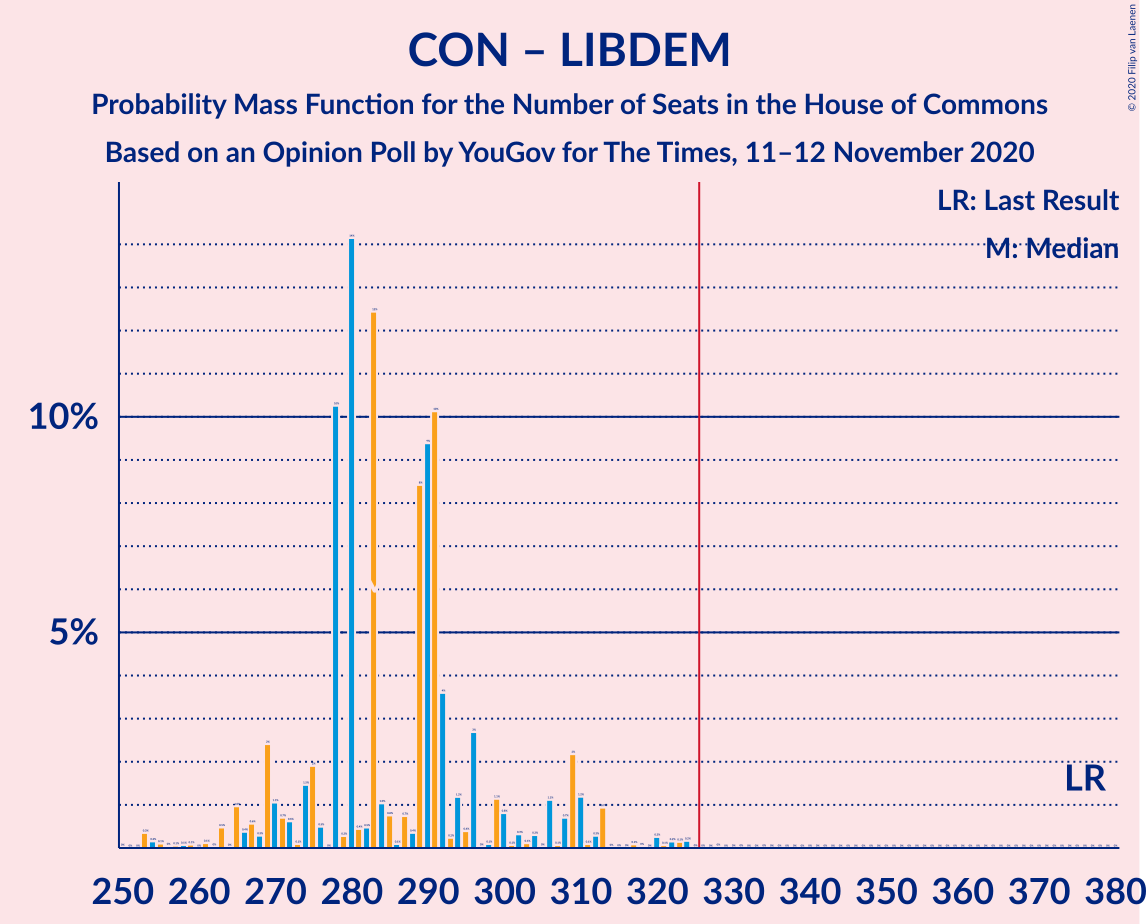 CON – LIBDEM
Probability Mass Function for the Number of Seats in the House of Commons
Based on an Opinion Poll by YouGov for The Times, 11–12 November 2020
© 2020 Filip van Laenen
LR: Last Result
M: Median
10%
5%
LR
250 260 270 280 290 300 310 320 330 340 350 360 370 380